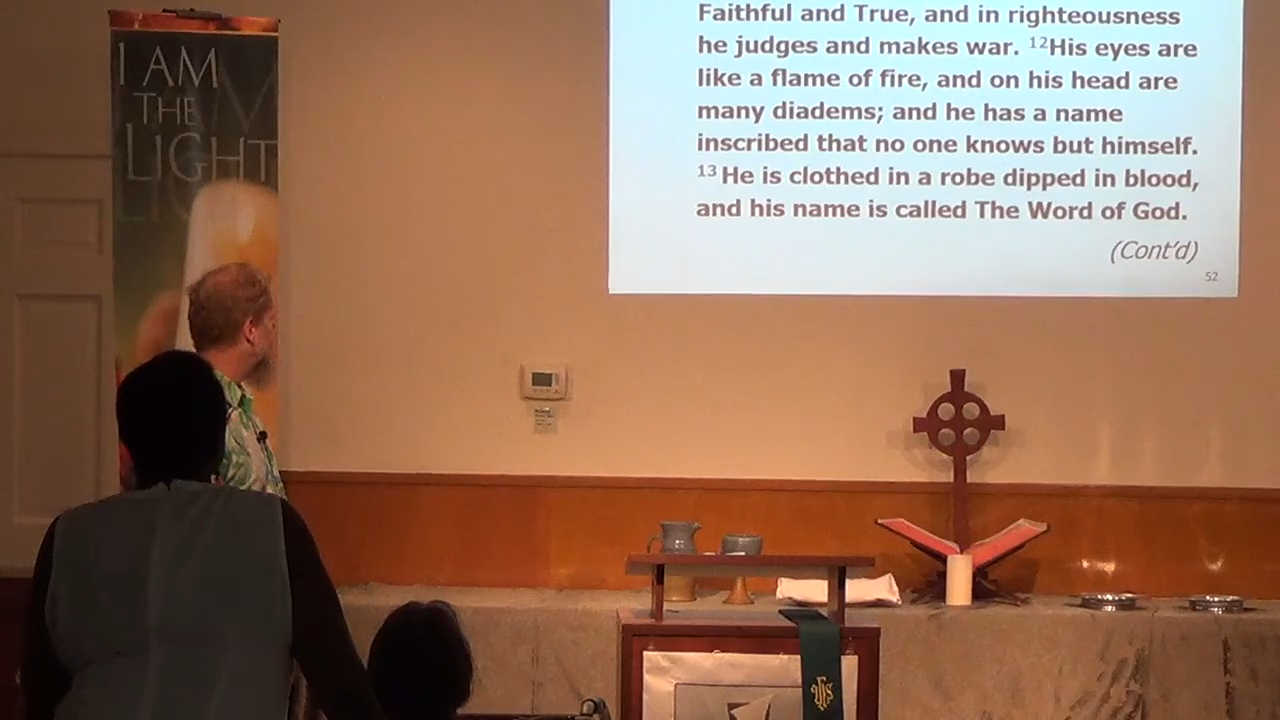 I AM
THE
LIGHT
Faithful and True, and in righteousness
he judges and makes war. ¹²His eyes are
like a flame of fire, and on his head are
many diadems; and he has a name
inscribed that no one knows but himself.
¹³ He is clothed in a robe dipped in blood,
and his name is called The Word of God.
(Cont'd)
52
IHS